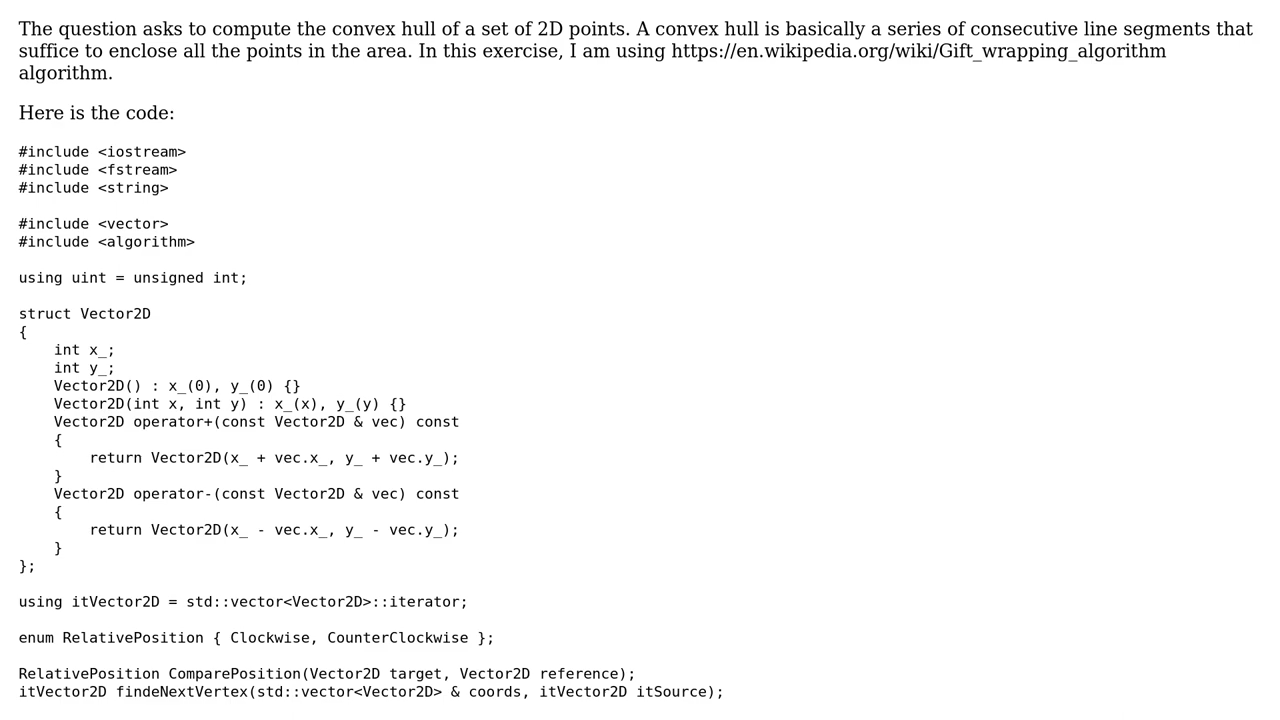 The question asks to compute the convex hull of a set of 2D points. A convex hull is basically a series of consecutive line segments that
suffice to enclose all the points in the area. In this exercise, I am using https://en.wikipedia.org/wiki/Gift_wrapping_algorithm
algorithm.
Here is the code:
#include <iostream>
#include <fstream>
#include <string>
#include <vector>
#include <algorithm>
using uint = unsigned int;
struct Vector2D
{
    int x_;
    int y_;
    Vector2D() : x_(0), y_(0) {}
    Vector2D(int x, int y) : x_(x), y_(y) {}
    Vector2D operator+(const Vector2D & vec) const
    {
        return Vector2D(x_ + vec.x_, y_ + vec.y_);
    }
    Vector2D operator-(const Vector2D & vec) const
    {
        return Vector2D(x_ - vec.x_, y_ - vec.y_);
    }
};
using itVector2D = std::vector<Vector2D>::iterator;
enum RelativePosition { Clockwise, CounterClockwise };
RelativePosition ComparePosition(Vector2D target, Vector2D reference);
itVector2D findeNextVertex(std::vector<Vector2D> & coords, itVector2D itSource);